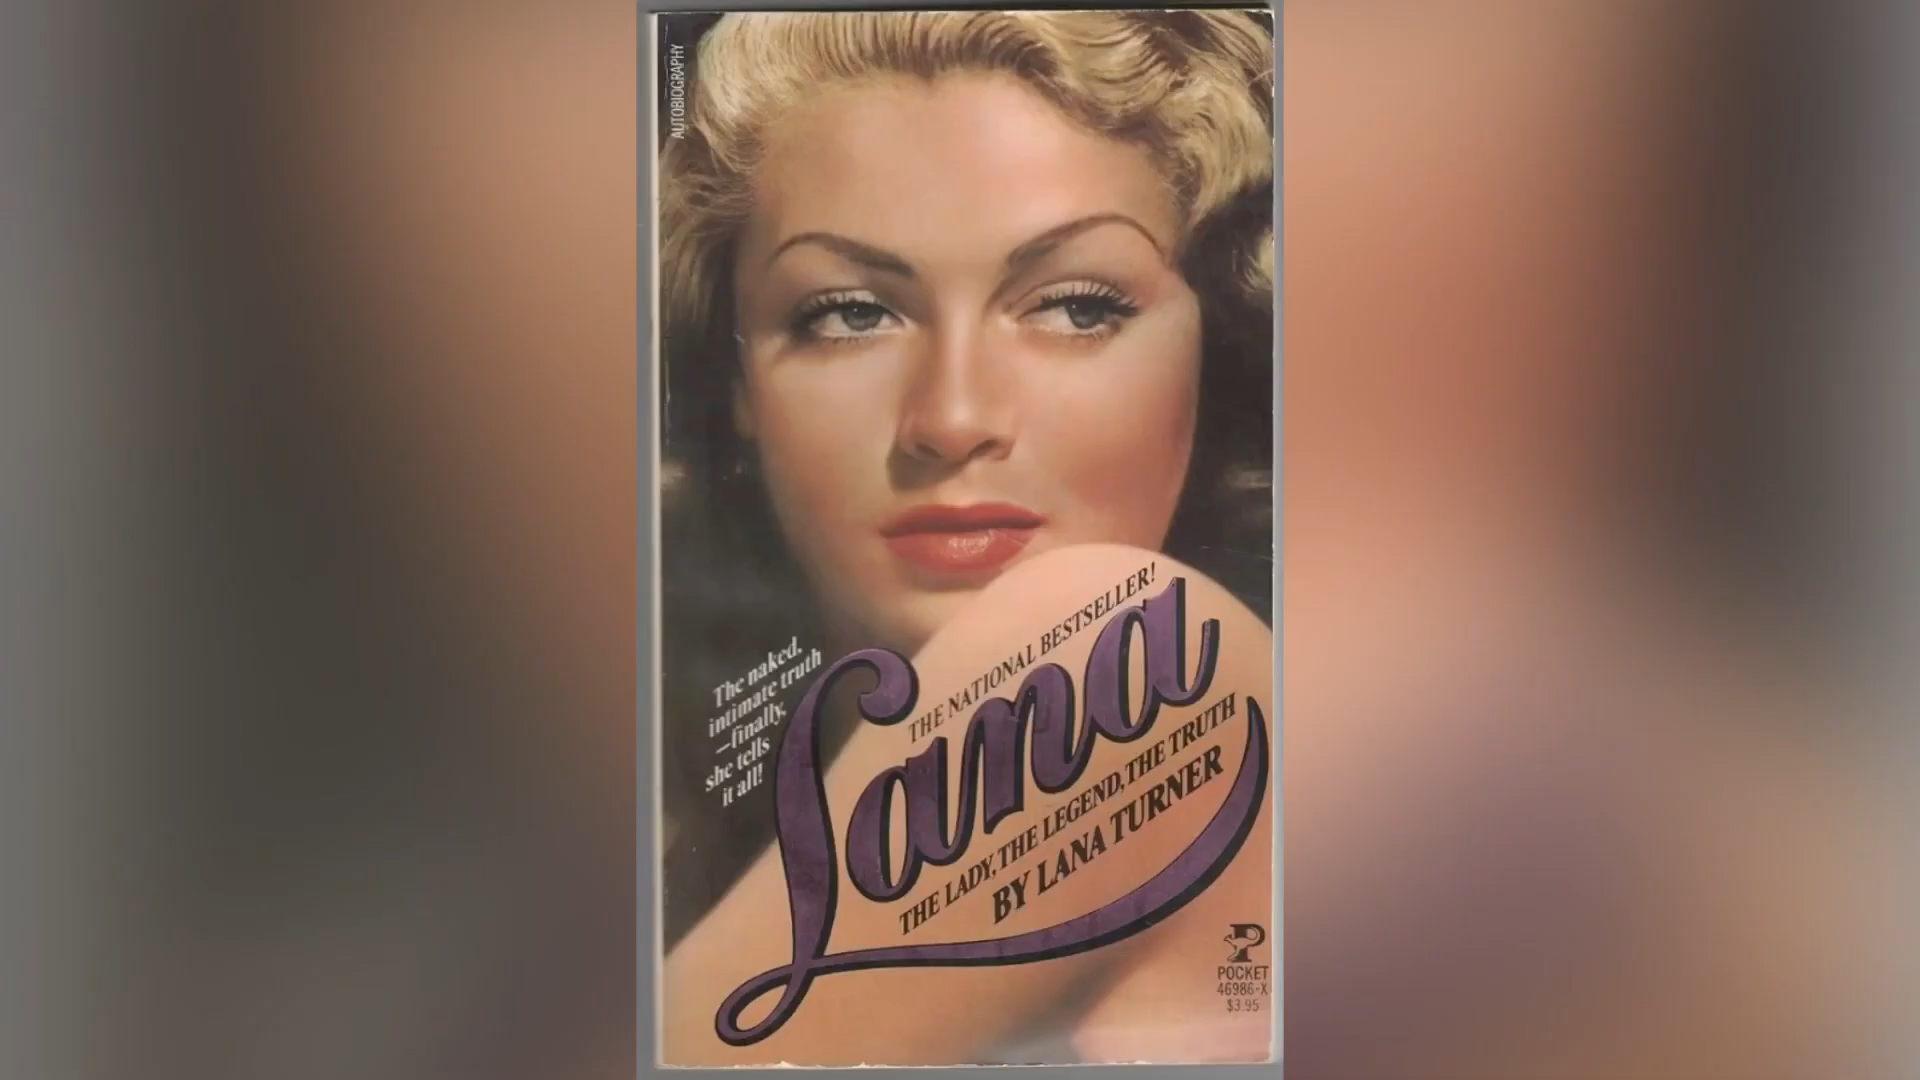 AUTOBIOGRAPHY
THE NATIONAL BESTSELLER!
Lana
THE LADY, THE LEGEND, THE TRUTH
BY LANA TURNER
The naked,
intimate truth
—finally,
she tells
it all!
POCKET
46986-X
$3.95